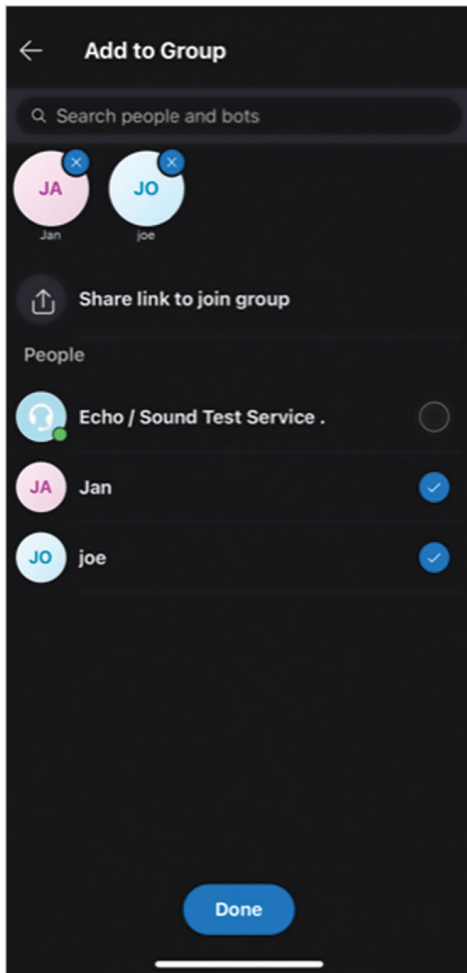 Add to Group
Search people and bots
JA
JO
Jan
joe
Share link to join group
People
Echo / Sound Test Service .
JA
Jan
JO
joe
Done